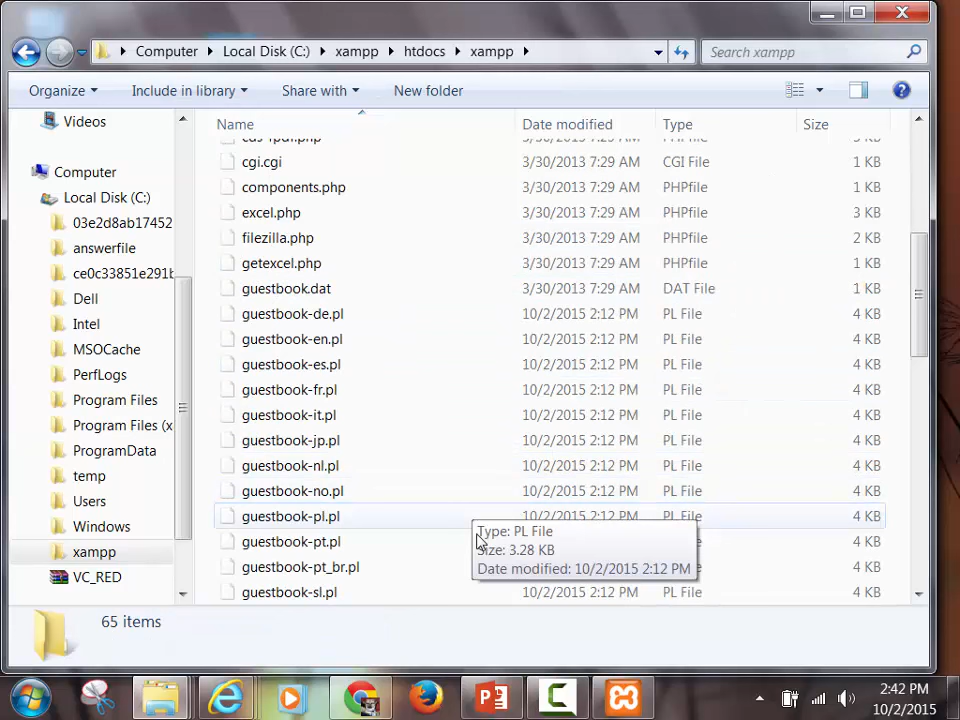 Computer Local Disk (C:) xampp htdocs xampp Search xampp
Organize Include in library Share with New folder
Name Date modified Type Size
Videos
Computer
Local Disk (C:)
03e2d8ab17452
answerfile
ce0c33851e291b
Dell
Intel
MSOCache
PerfLogs
Program Files
Program Files (x
ProgramData
temp
Users
Windows
xampp
VC_RED
cgi.cgi 3/30/2013 7:29 AM CGI File 1 KB
components.php 3/30/2013 7:29 AM PHPfile 1 KB
excel.php 3/30/2013 7:29 AM PHPfile 3 KB
filezilla.php 3/30/2013 7:29 AM PHPfile 2 KB
getexcel.php 3/30/2013 7:29 AM PHPfile 1 KB
guestbook.dat 3/30/2013 7:29 AM DAT File 1 KB
guestbook-de.pl 10/2/2015 2:12 PM PL File 4 KB
guestbook-en.pl 10/2/2015 2:12 PM PL File 4 KB
guestbook-es.pl 10/2/2015 2:12 PM PL File 4 KB
guestbook-fr.pl 10/2/2015 2:12 PM PL File 4 KB
guestbook-it.pl 10/2/2015 2:12 PM PL File 4 KB
guestbook-jp.pl 10/2/2015 2:12 PM PL File 4 KB
guestbook-nl.pl 10/2/2015 2:12 PM PL File 4 KB
guestbook-no.pl 10/2/2015 2:12 PM PL File 4 KB
guestbook-pl.pl 10/2/2015 2:12 PM PL File 4 KB
guestbook-pt.pl 4 KB
guestbook-pt_br.pl 4 KB
guestbook-sl.pl 10/2/2015 2:12 PM PL File 4 KB
Type: PL File
Size: 3.28 KB
Date modified: 10/2/2015 2:12 PM
65 items
2:42 PM
10/2/2015